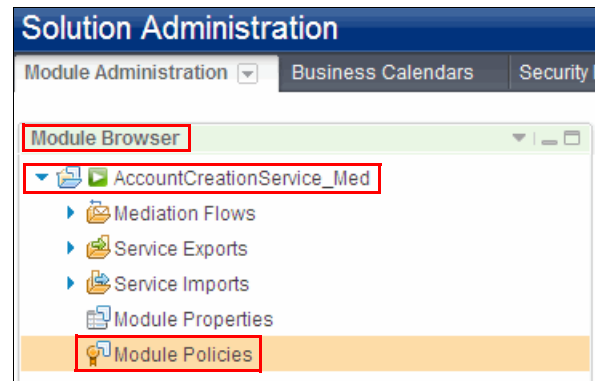 Solution Administration
Module Administration Business Calendars Security
Module Browser
AccountCreationService_Med
Mediation Flows
Service Exports
Service Imports
Module Properties
Module Policies